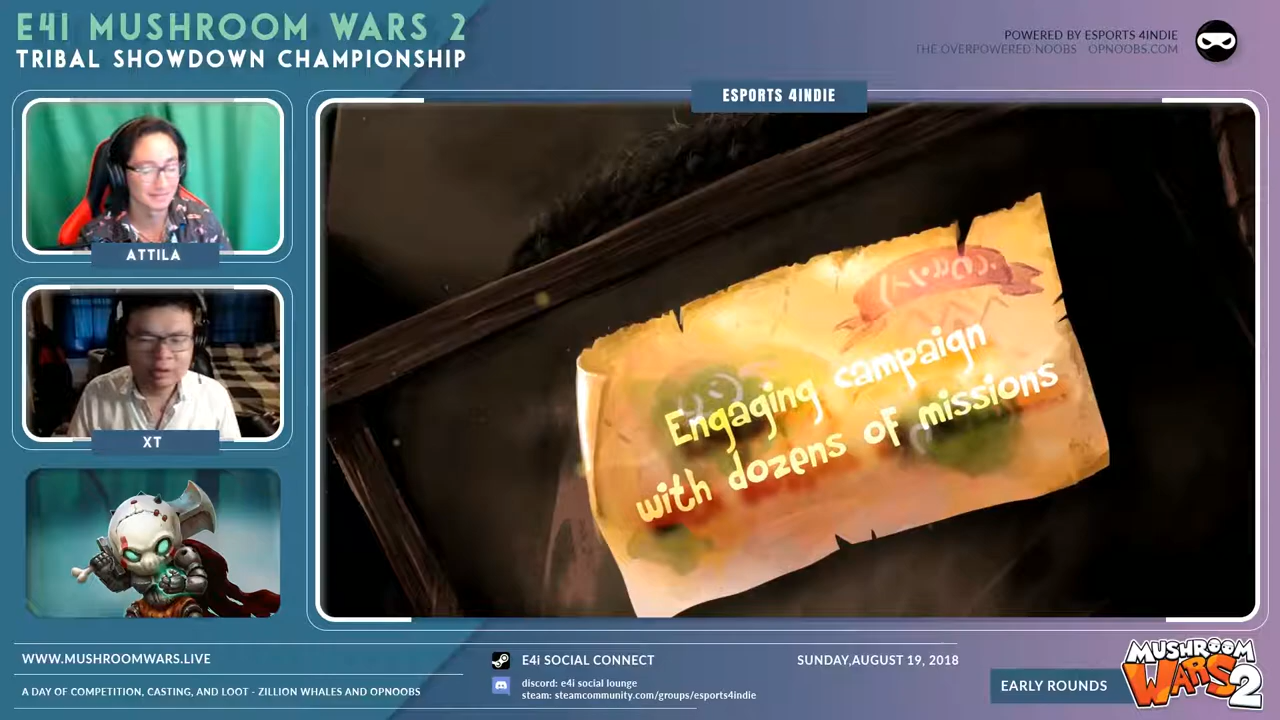 E4I MUSHROOM WARS 2
TRIBAL SHOWDOWN CHAMPIONSHIP
POWERED BY ESPORTS 4INDIE
THE OVERPOWERED NOOBS OPNOOBS.COM
ESPORTS 4INDIE
ATTILA
XT
Engaging campaign
with dozens of missions
WWW.MUSHROOMWARS.LIVE
A DAY OF COMPETITION, CASTING, AND LOOT - ZILLION WHALES AND OPNOOBS
E4i SOCIAL CONNECT
discord: e4i social lounge
steam: steamcommunity.com/groups/esports4indie
SUNDAY,AUGUST 19, 2018
EARLY ROUNDS
MUSHROOM
WARS 2